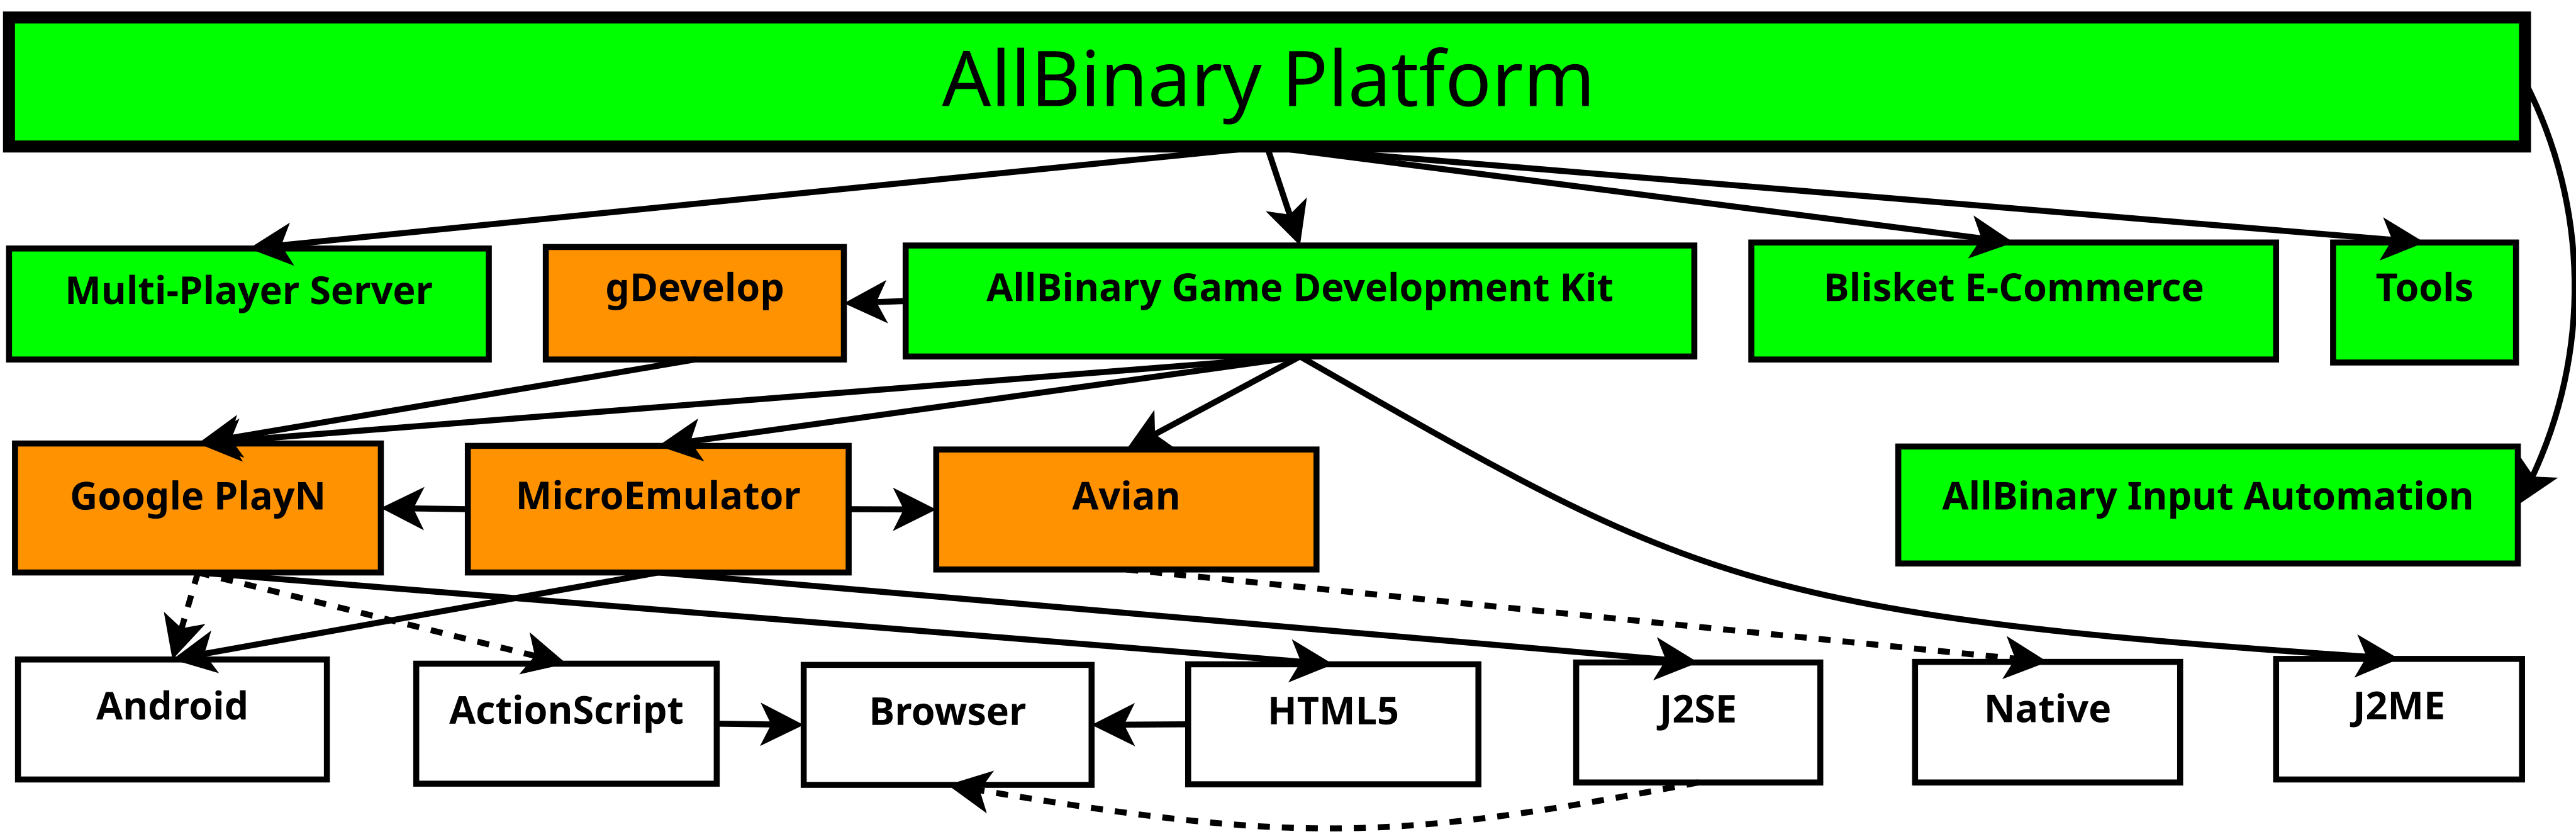 AllBinary Platform
Multi-Player Server
gDevelop
AllBinary Game Development Kit
Blisket E-Commerce
Tools
Google PlayN
MicroEmulator
Avian
AllBinary Input Automation
Android
ActionScript
Browser
HTML5
J2SE
Native
J2ME